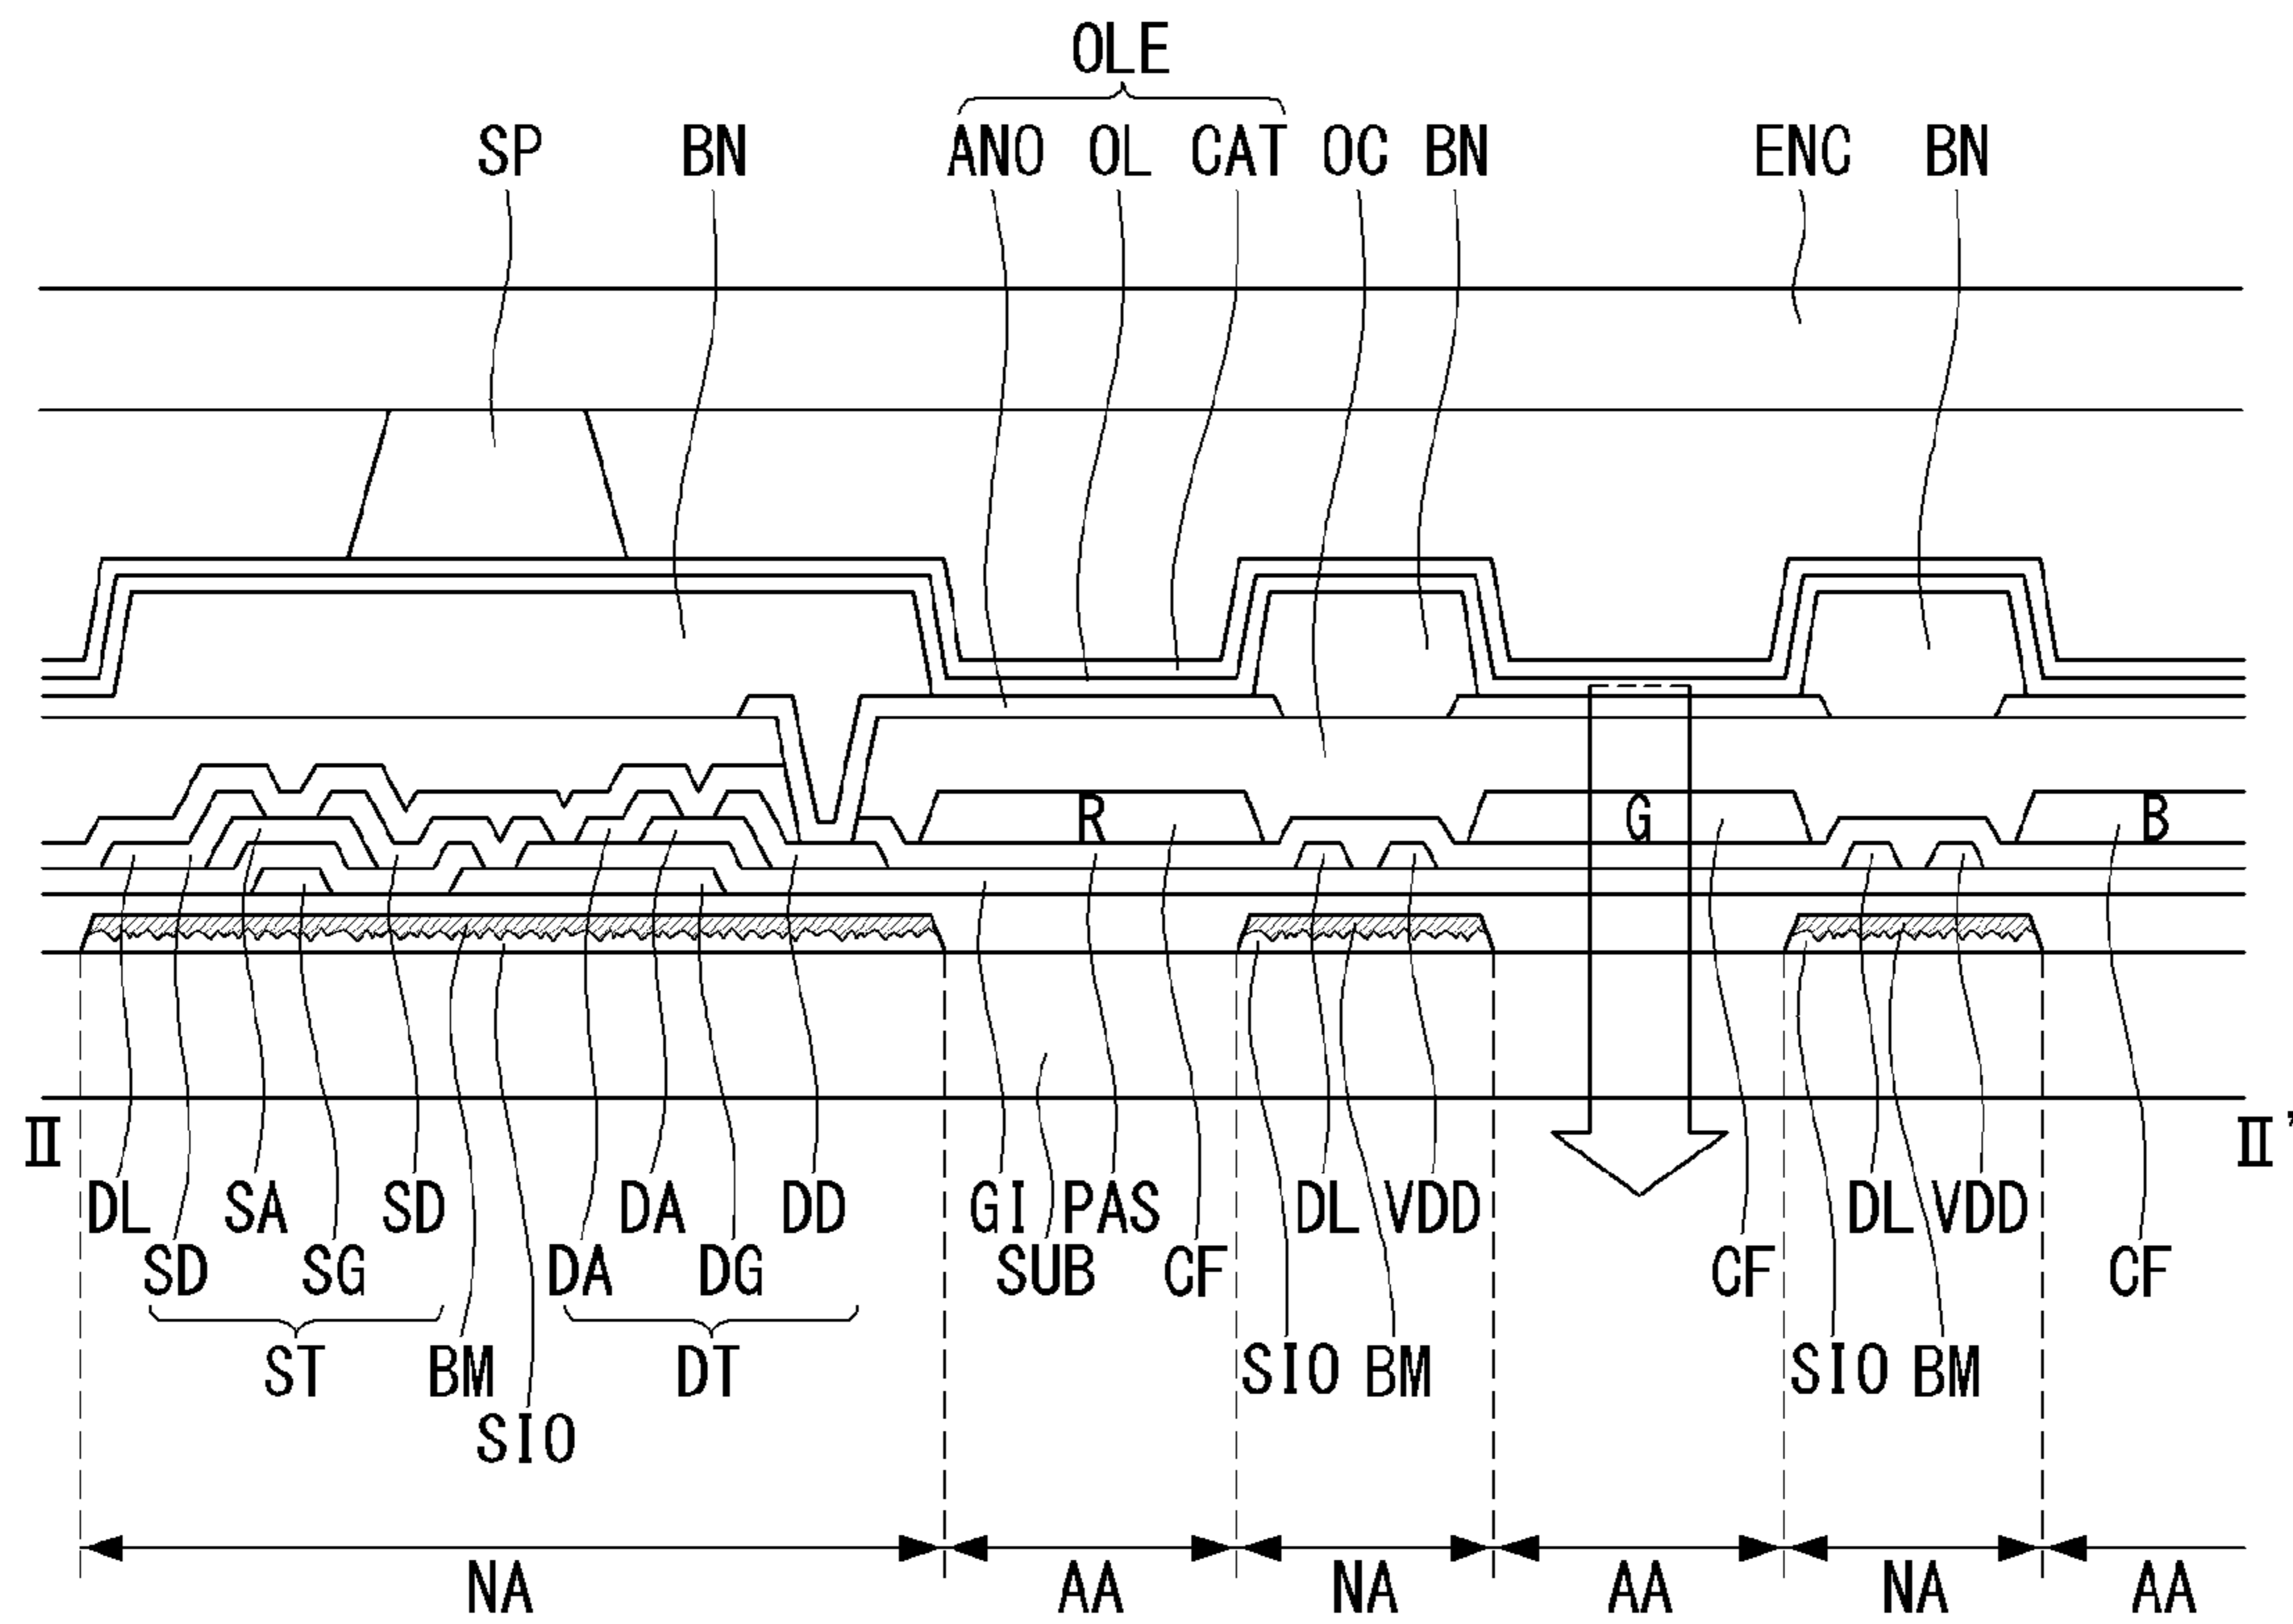 OLE
SP BN ANO OL CAT OC BN ENC BN
R G B
II II'
DL SA SD DA DD GI PAS DL VDD DL VDD
SD SG DA DG SUB CF CF CF
ST BM DT SIO BM SIO BM
SIO
NA AA NA AA NA AA